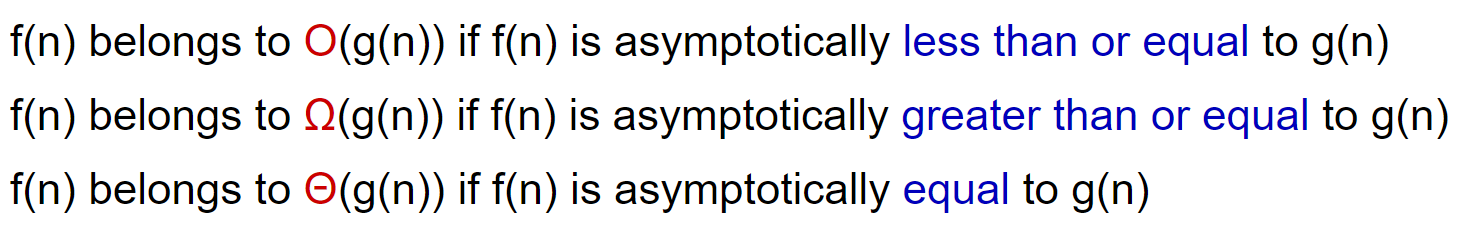 f(n) belongs to O(g(n)) if f(n) is asymptotically less than or equal to g(n)
f(n) belongs to Ω(g(n)) if f(n) is asymptotically greater than or equal to g(n)
f(n) belongs to Θ(g(n)) if f(n) is asymptotically equal to g(n)